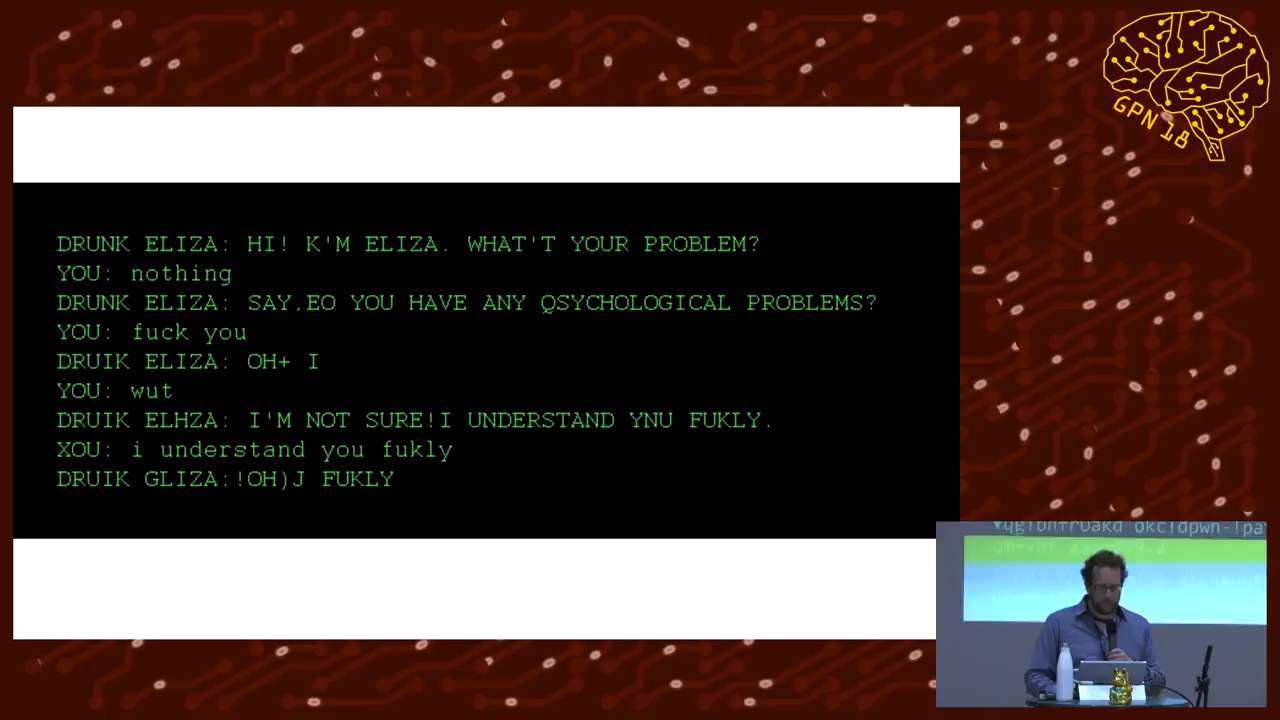 GPN 18
DRUNK ELIZA: HI! K'M ELIZA. WHAT'T YOUR PROBLEM?
YOU: nothing
DRUNK ELIZA: SAY,EO YOU HAVE ANY QSYCHOLOGICAL PROBLEMS?
YOU: fuck you
DRUIK ELIZA: OH+ I
YOU: wut
DRUIK ELHZA: I'M NOT SURE!I UNDERSTAND YNU FUKLY.
XOU: i understand you fukly
DRUIK GLIZA:!OH)J FUKLY